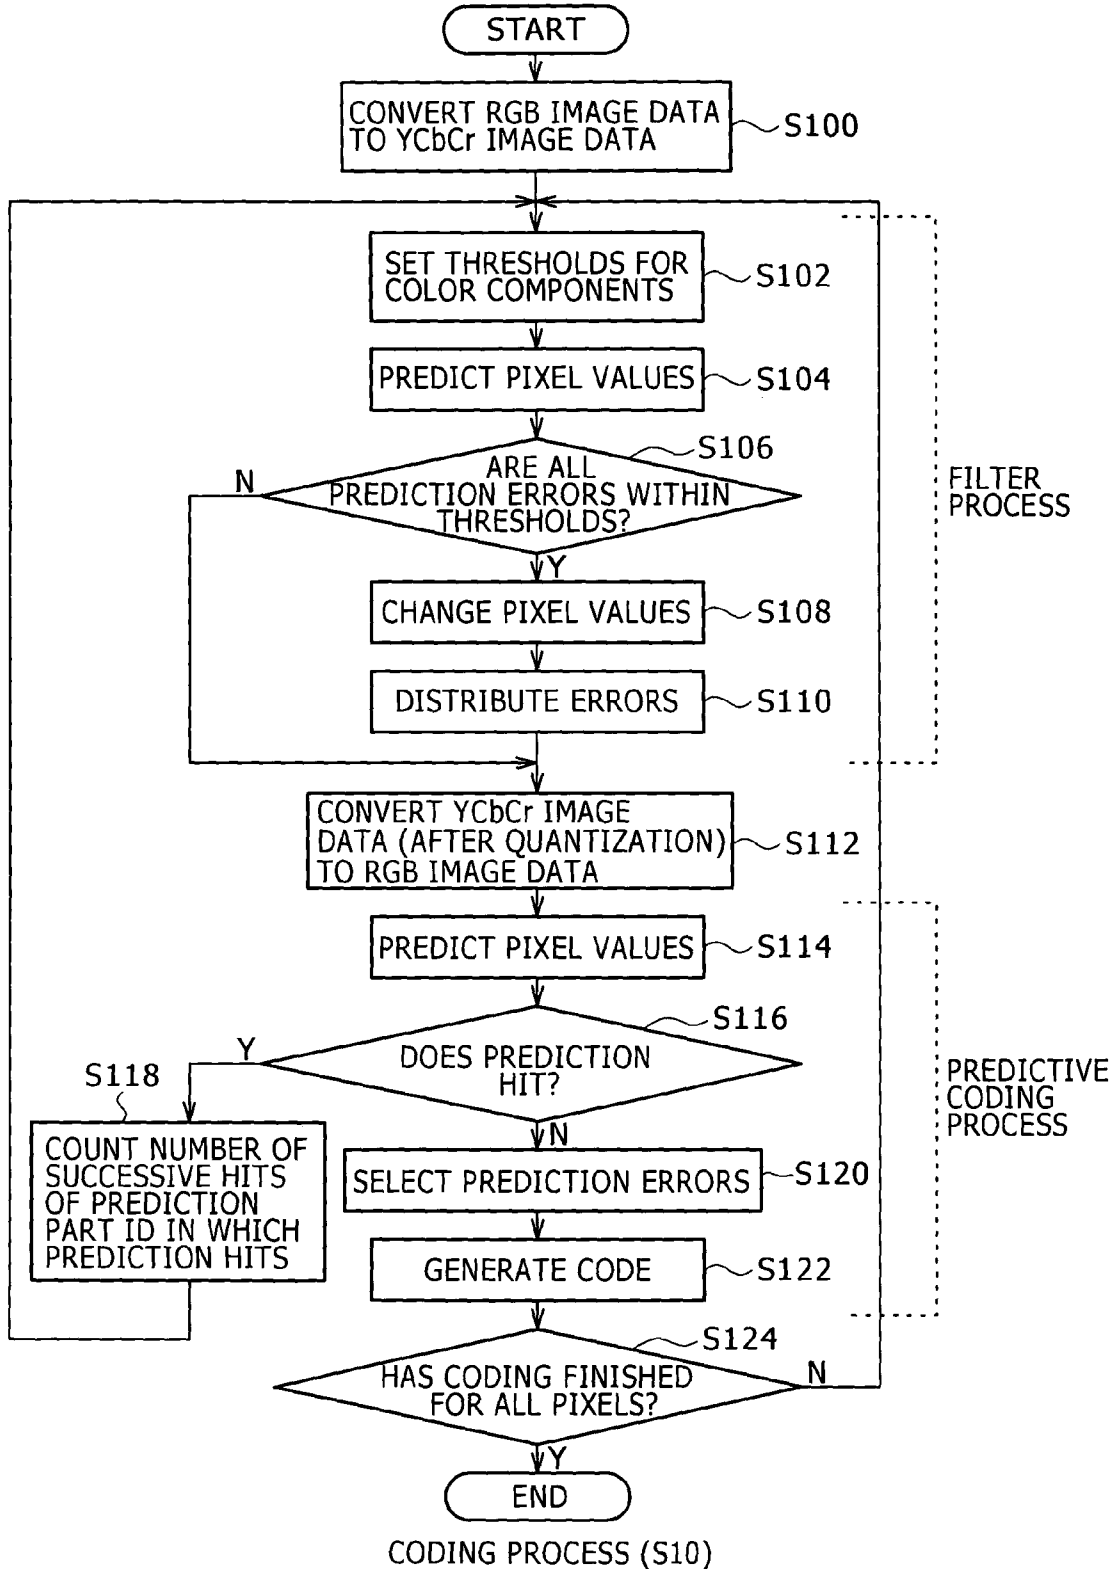 START
CONVERT RGB IMAGE DATA
TO YCbCr IMAGE DATA
S100
SET THRESHOLDS FOR
COLOR COMPONENTS
S102
PREDICT PIXEL VALUES
S104
S106
ARE ALL
PREDICTION ERRORS WITHIN
THRESHOLDS?
N
Y
FILTER
PROCESS
CHANGE PIXEL VALUES
S108
DISTRIBUTE ERRORS
S110
CONVERT YCbCr IMAGE
DATA (AFTER QUANTIZATION)
TO RGB IMAGE DATA
S112
PREDICT PIXEL VALUES
S114
S116
DOES PREDICTION
HIT?
Y
N
PREDICTIVE
CODING
PROCESS
S118
COUNT NUMBER OF
SUCCESSIVE HITS
OF PREDICTION
PART ID IN WHICH
PREDICTION HITS
SELECT PREDICTION ERRORS
S120
GENERATE CODE
S122
S124
HAS CODING FINISHED
FOR ALL PIXELS?
N
Y
END
CODING PROCESS (S10)